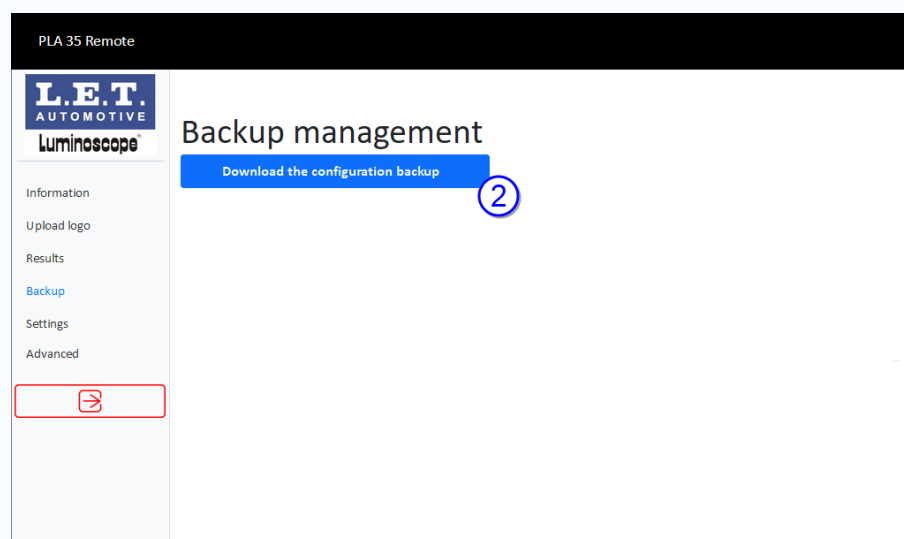 PLA 35 Remote
L.E.T.
AUTOMOTIVE
Luminoscope®
Information
Upload logo
Results
Backup
Settings
Advanced
Backup management
Download the configuration backup
2